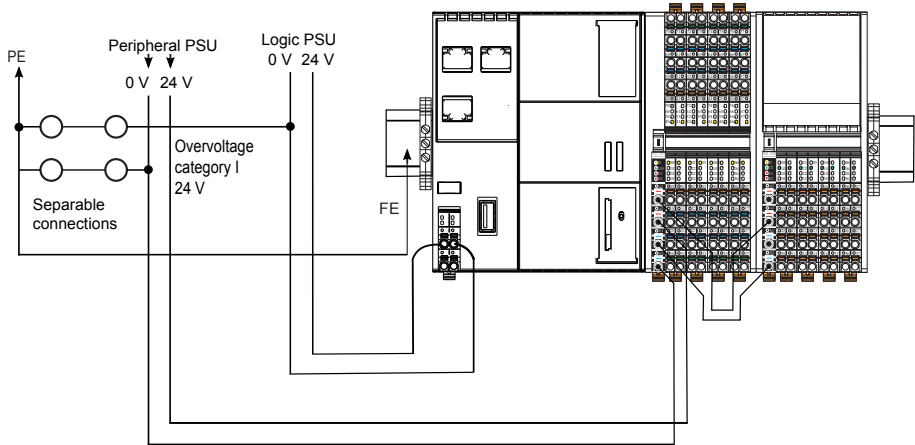 Peripheral PSU
Logic PSU
PE
0 V 24 V
0 V 24 V
Overvoltage
category I
24 V
Separable
connections
FE